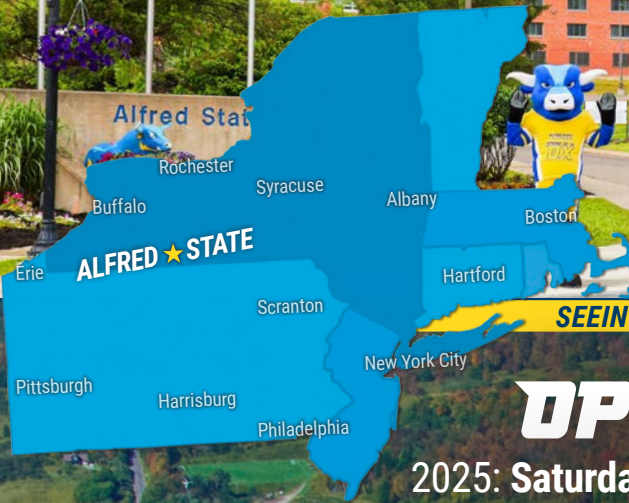 Alfred Stat
Rochester
Syracuse
Buffalo
Albany
Boston
ALFRED STATE
Erie
Hartford
Scranton
SEEIN
New York City
Pittsburgh
Harrisburg
Philadelphia
OP
2025: Saturda